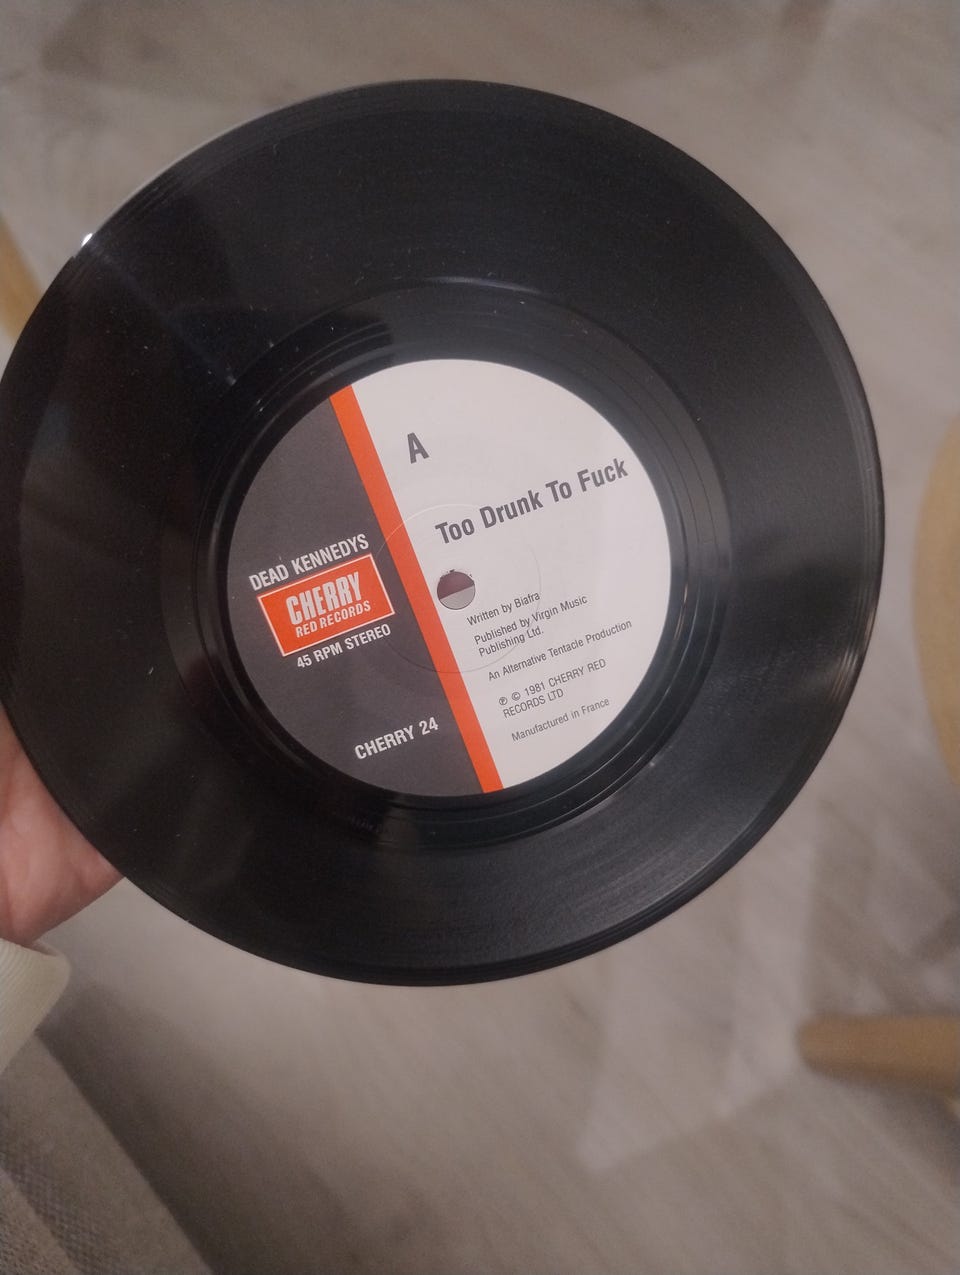 DEAD KENNEDYS
CHERRY
RED RECORDS
45 RPM STEREO
CHERRY 24
A
Too Drunk To Fuck
Written by Biafra
Published by Virgin Music
Publishing Ltd.
An Alternative Tentacle Production
℗ © 1981 CHERRY RED
RECORDS LTD
Manufactured in France